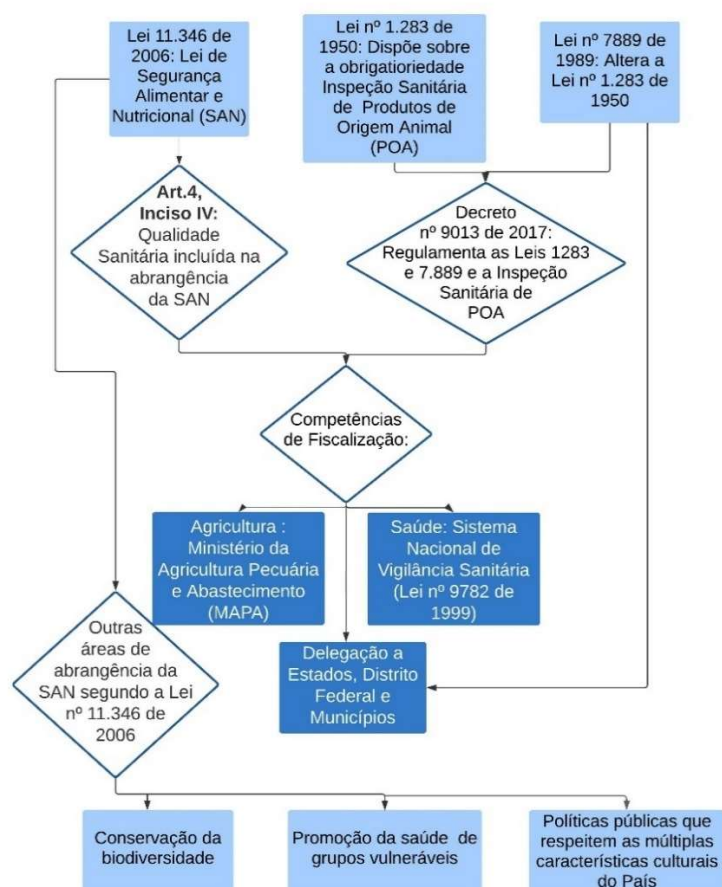 Lei 11.346 de
2006: Lei de
Segurança
Alimentar e
Nutricional (SAN)
Lei nº 1.283 de
1950: Dispõe sobre
a obrigatioriedade
Inspeção Sanitária
de Produtos de
Origem Animal
(POA)
Lei nº 7889 de
1989: Altera a
Lei nº 1.283 de
1950
Art.4,
Inciso IV:
Qualidade
Sanitária incluída na
abrangência
da SAN
Decreto
nº 9013 de 2017:
Regulamenta as Leis 1283
e 7.889 e a Inspeção
Sanitária de
POA
Competências
de Fiscalização:
Agricultura :
Ministério da
Agricultura Pecuária
e Abastecimento
(MAPA)
Saúde: Sistema
Nacional de
Vigilância Sanitária
(Lei nº 9782 de
1999)
Delegação a
Estados, Distrito
Federal e
Municípios
Outras
áreas de
abrangência da
SAN segundo a Lei
nº 11.346 de
2006
Conservação da
biodiversidade
Promoção da saúde de
grupos vulneráveis
Políticas públicas que
respeitem as múltiplas
características culturais
do País